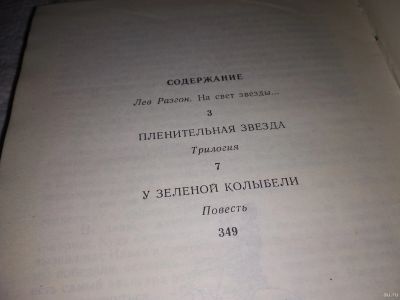 СОДЕРЖАНИЕ
Лев Разгон. На свет звезды...
3
ПЛЕНИТЕЛЬНАЯ ЗВЕЗДА
Трилогия
7
У ЗЕЛЕНОЙ КОЛЫБЕЛИ
Повесть
349